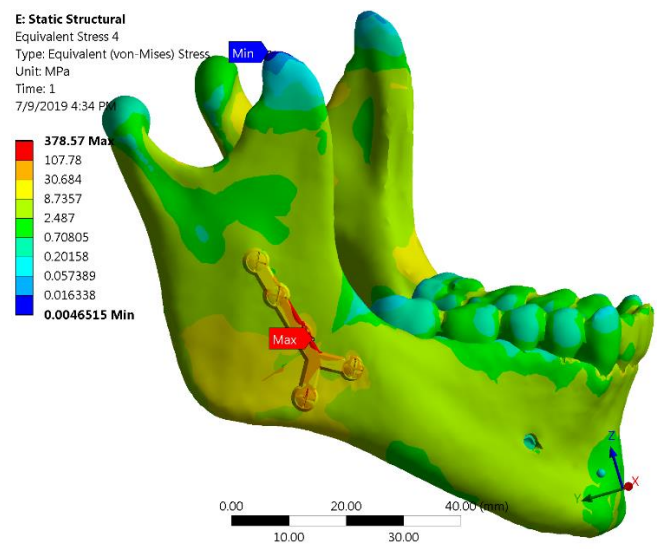 E: Static Structural
Equivalent Stress 4
Type: Equivalent (von-Mises) Stress
Unit: MPa
Time: 1
7/9/2019 4:34 PM
Min
378.57 Max
107.78
30.684
8.7357
2.487
0.70805
0.20158
0.057389
0.016338
0.0046515 Min
Max
Z
Y
X
0.00 20.00 40.00 (mm)
10.00 30.00